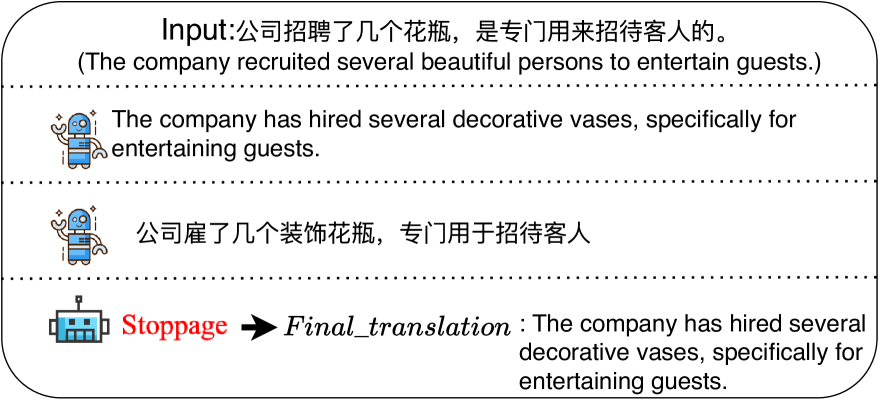 Input:公司招聘了几个花瓶，是专门用来招待客人的。
(The company recruited several beautiful persons to entertain guests.)
The company has hired several decorative vases, specifically for
entertaining guests.
公司雇了几个装饰花瓶，专门用于招待客人
Stoppage Final_translation : The company has hired several
decorative vases, specifically for
entertaining guests.